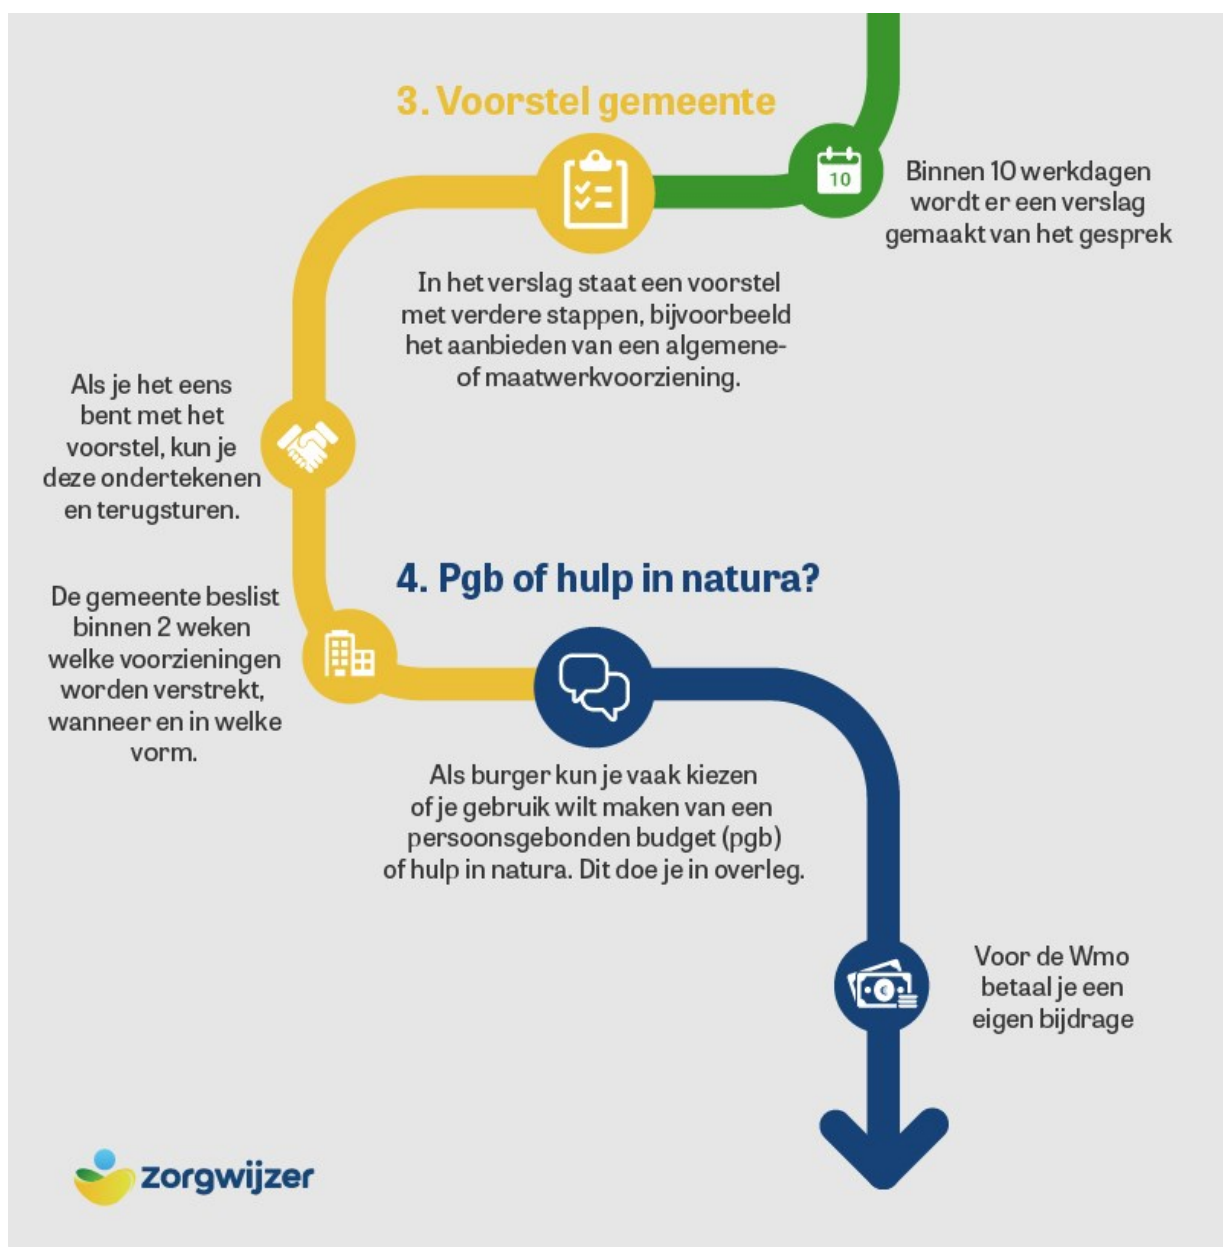 3. Voorstel gemeente
10
Binnen 10 werkdagen
wordt er een verslag
gemaakt van het gesprek
In het verslag staat een voorstel
met verdere stappen, bijvoorbeeld
het aanbieden van een algemene-
of maatwerkvoorziening.
Als je het eens
bent met het
voorstel, kun je
deze ondertekenen
en terugsturen.
De gemeente beslist
binnen 2 weken
welke voorzieningen
worden verstrekt,
wanneer en in welke
vorm.
4. Pgb of hulp in natura?
Als burger kun je vaak kiezen
of je gebruik wilt maken van een
persoonsgebonden budget (pgb)
of hulp in natura. Dit doe je in overleg.
€
Voor de Wmo
betaal je een
eigen bijdrage
zorgwijzer